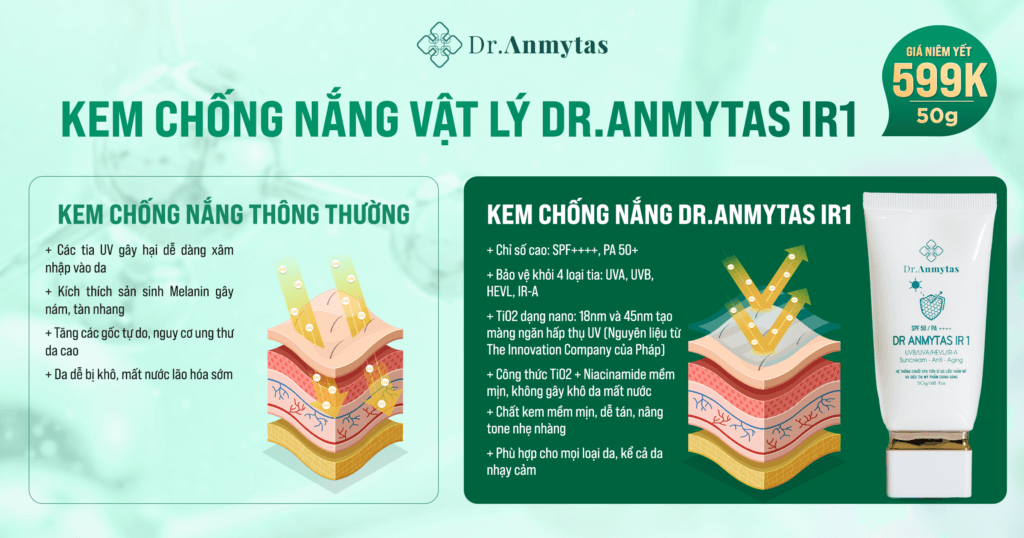 Dr.Anmytas
GIÁ NIÊM YẾT
599K
50g
KEM CHỐNG NẮNG VẬT LÝ DR.ANMYTAS IR1
KEM CHỐNG NẮNG THÔNG THƯỜNG
+ Các tia UV gây hại dễ dàng xâm
nhập vào da
+ Kích thích sản sinh Melanin gây
nám, tàn nhang
+ Tăng các gốc tự do, nguy cơ ung thư
da cao
+ Da dễ bị khô, mất nước lão hóa sớm
KEM CHỐNG NẮNG DR.ANMYTAS IR1
+ Chỉ số cao: SPF++++, PA 50+
+ Bảo vệ khỏi 4 loại tia: UVA, UVB,
HEVL, IR-A
+ TiO2 dạng nano: 18nm và 45nm tạo
màng ngăn hấp thụ UV (Nguyên liệu từ
The Innovation Company của Pháp)
+ Công thức TiO2 + Niacinamide mềm
mịn, không gây khô da mất nước
+ Chất kem mềm mịn, dễ tán, nâng
tone nhẹ nhàng
+ Phù hợp cho mọi loại da, kể cả da
nhạy cảm
Dr.Anmytas
SPF 50 / PA ++++
DR ANMYTAS IR 1
UVB/UVA/HEVL/IR-A
Suncream - Anti - Aging